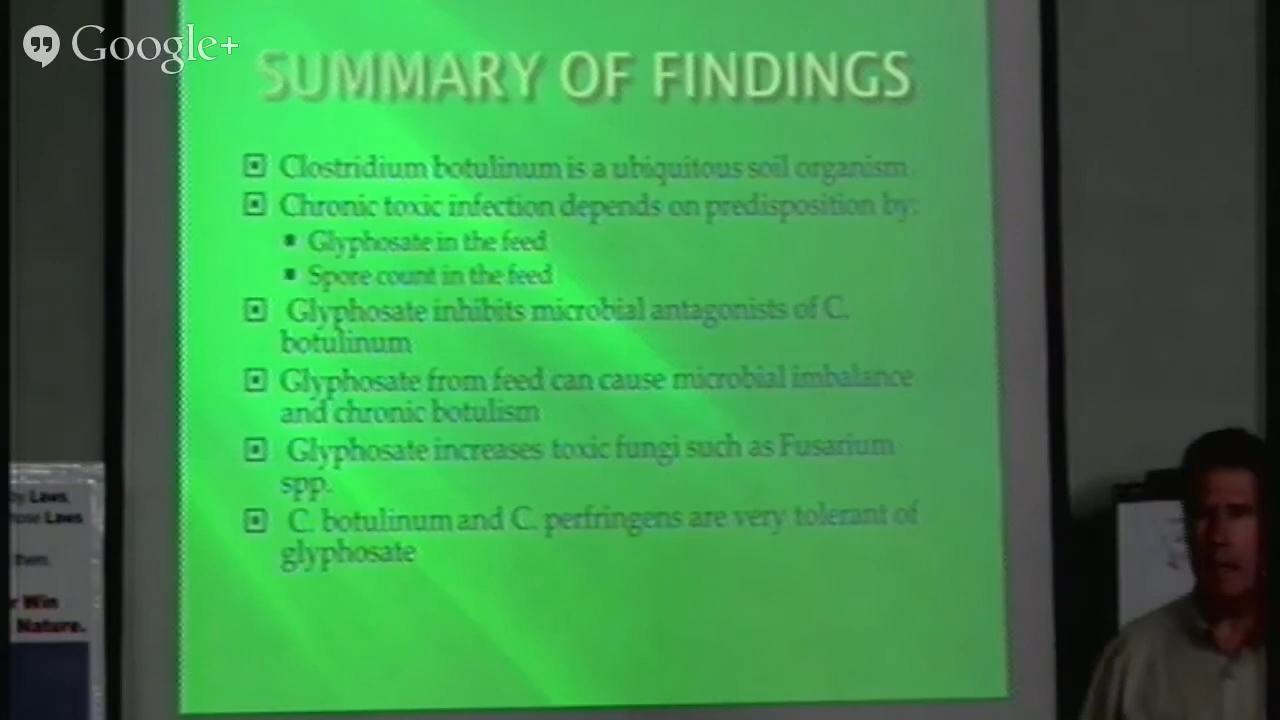 Google+
SUMMARY OF FINDINGS
Clostridium botulinum is a ubiquitous soil organism
Chronic toxic infection depends on predisposition by:
Glyphosate in the feed
Spore count in the feed
Glyphosate inhibits microbial antagonists of C.
botulinum
Glyphosate from feed can cause microbial imbalance
and chronic botulism
Glyphosate increases toxic fungi such as Fusarium
spp.
C. botulinum and C. perfringens are very tolerant of
glyphosate
by Laws.
Laws
them.
Win
Nature.